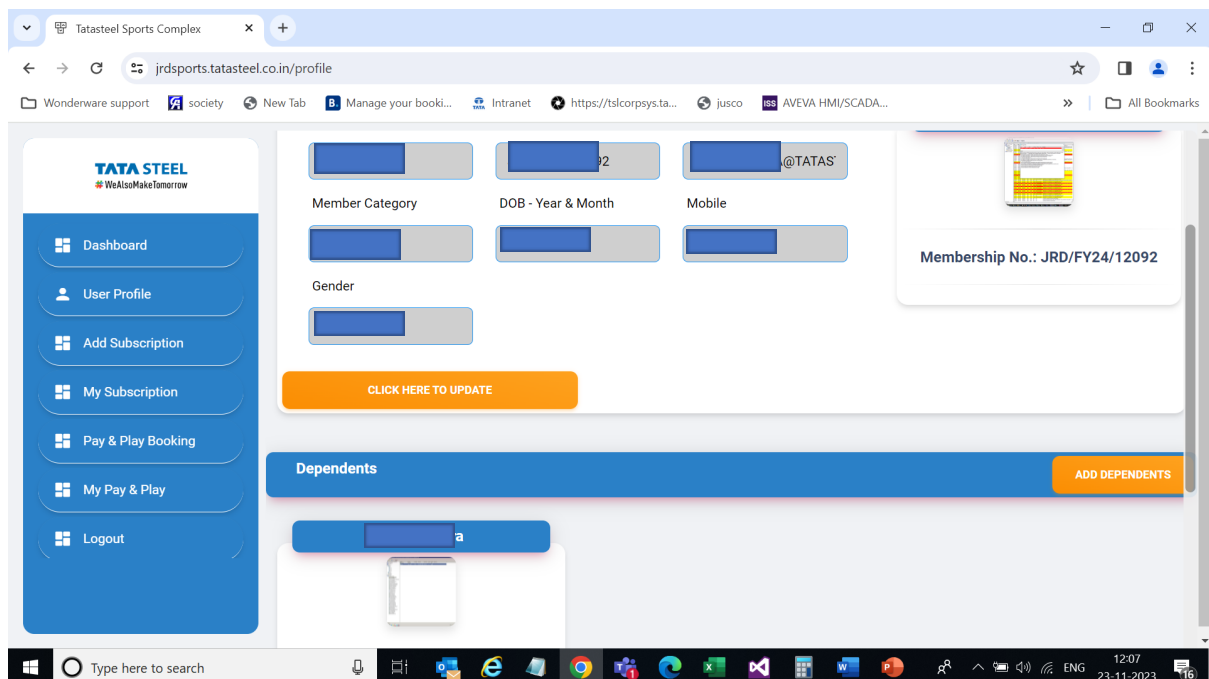 Tatasteel Sports Complex
jrdsports.tatasteel.co.in/profile
Wonderware support society New Tab B. Manage your booki... TATA Intranet https://tslcorpsys.ta... jusco ISS AVEVA HMI/SCADA... » All Bookmarks
TATA STEEL
#WeAlsoMakeTomorrow
Dashboard
User Profile
Add Subscription
My Subscription
Pay & Play Booking
My Pay & Play
Logout
92
@TATAS
Member Category DOB - Year & Month Mobile
Gender
CLICK HERE TO UPDATE
Membership No.: JRD/FY24/12092
Dependents
ADD DEPENDENTS
ra
Type here to search
ENG
12:07
23-11-2023
16